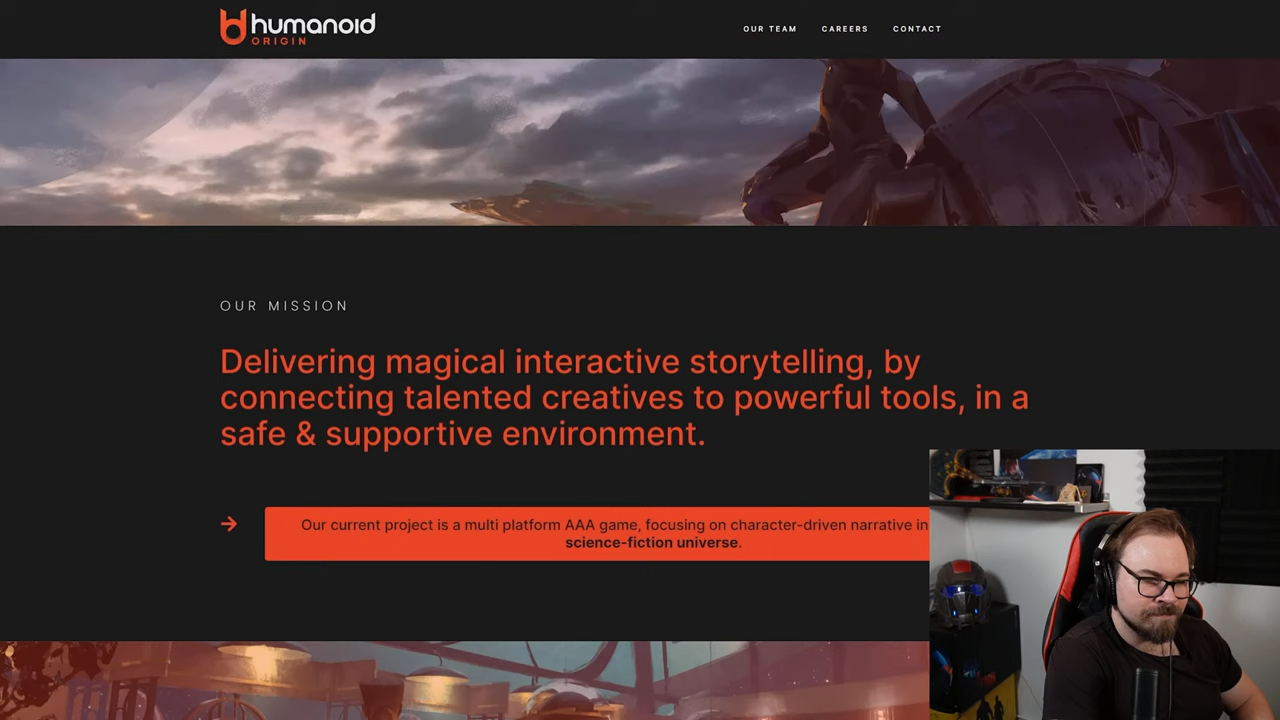 humanoid
ORIGIN
OUR TEAM
CAREERS
CONTACT
OUR MISSION
Delivering magical interactive storytelling, by
connecting talented creatives to powerful tools, in a
safe & supportive environment.
Our current project is a multi platform AAA game, focusing on character-driven narrative in
science-fiction universe.